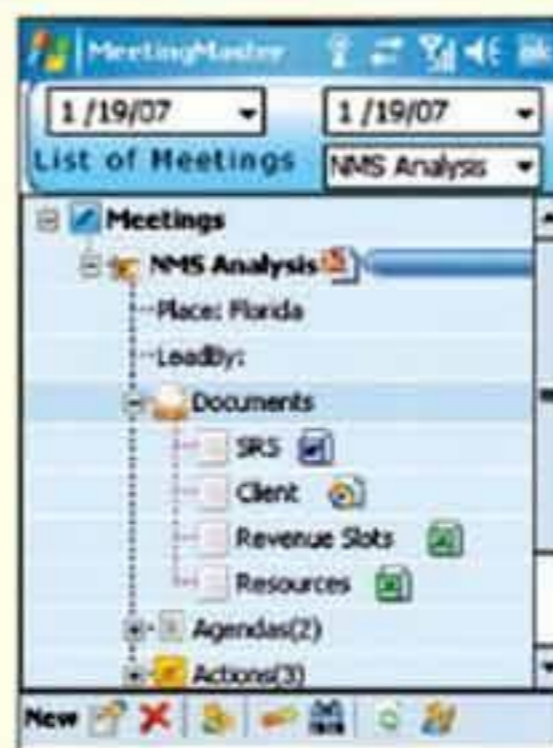 MeetingMaster ok
1/19/07 1/19/07
List of Meetings NMS Analysis
Meetings
NMS Analysis
Place: Florida
LeadBy:
Documents
SRS
Client
Revenue Slots
Resources
Agendas(2)
Actions(3)
New